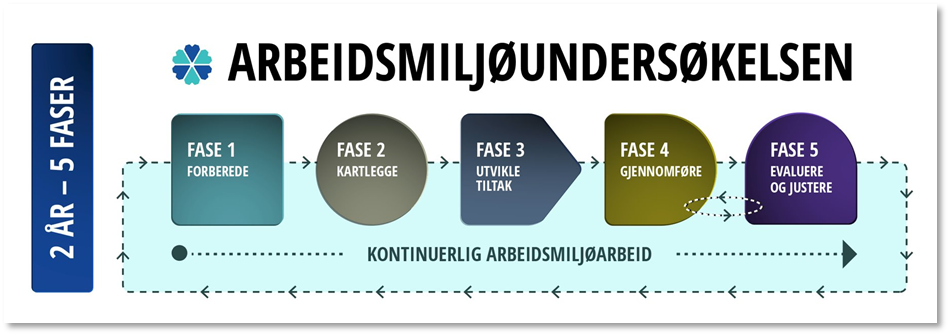 2 ÅR – 5 FASER
ARBEIDSMILJØUNDERSØKELSEN
FASE 1
FORBEREDE
FASE 2
KARTLEGGE
FASE 3
UTVIKLE
TILTAK
FASE 4
GJENNOMFØRE
FASE 5
EVALUERE
OG JUSTERE
KONTINUERLIG ARBEIDSMILJØARBEID